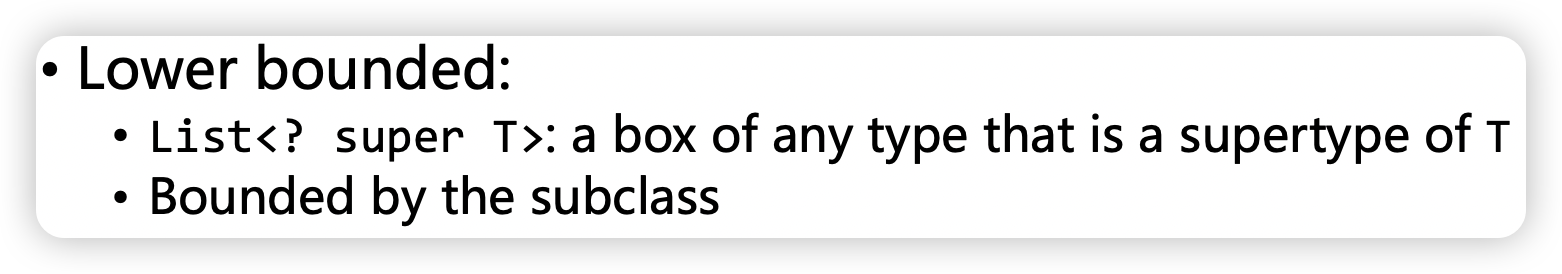 • Lower bounded:
• List<? super T>: a box of any type that is a supertype of T
• Bounded by the subclass